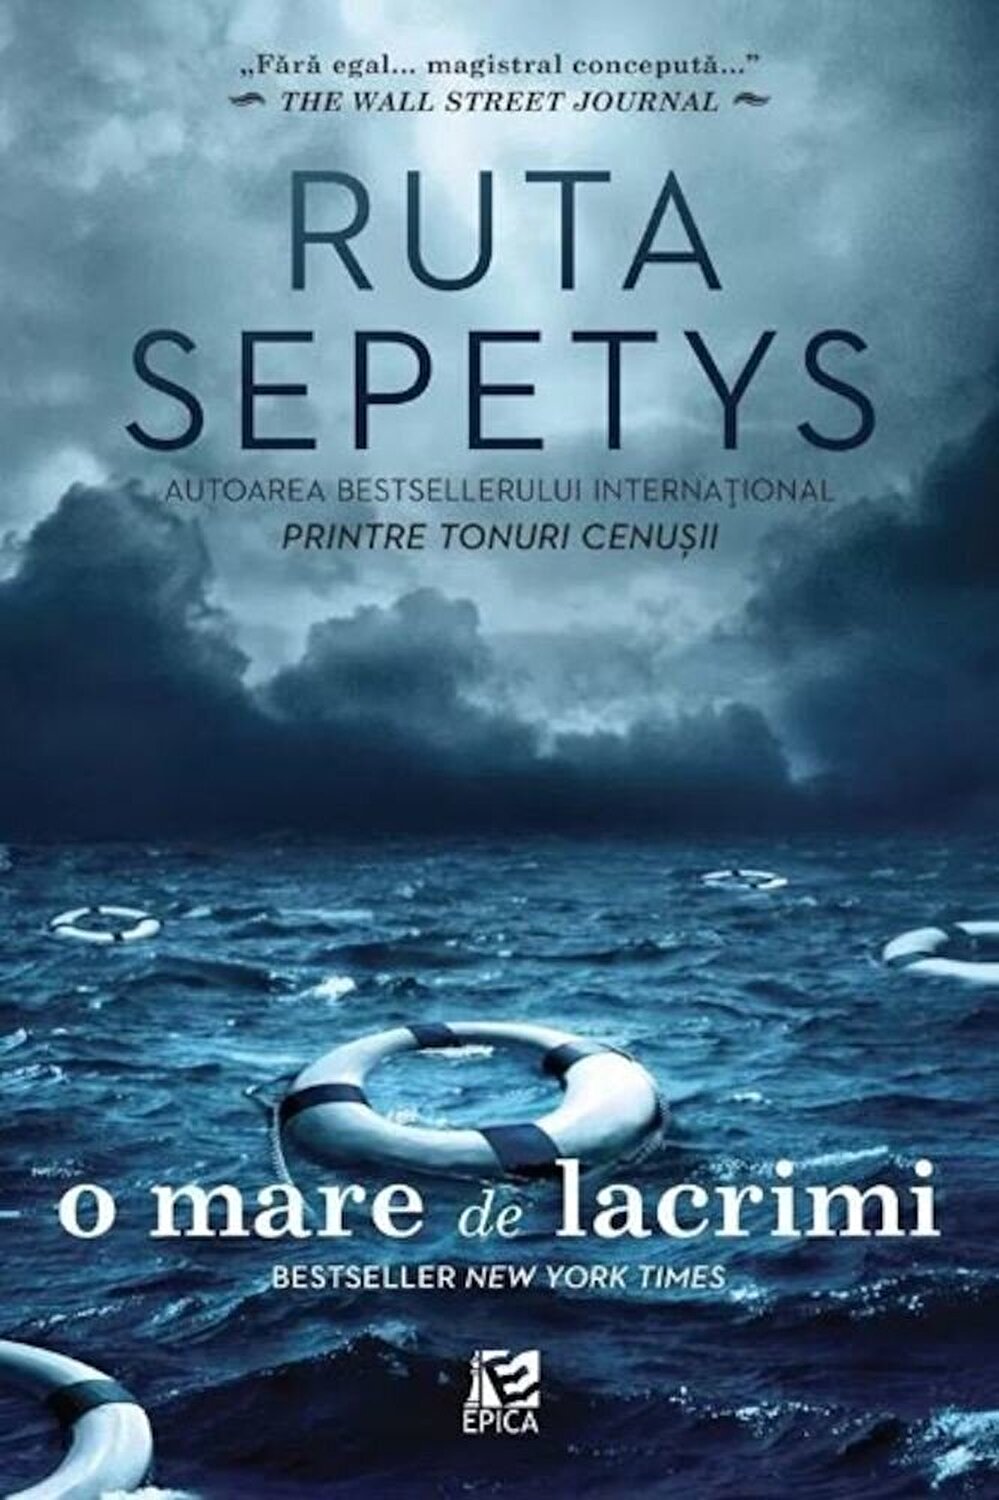 „Fără egal... magistral concepută...”
THE WALL STREET JOURNAL
RUTA
SEPETYS
AUTOAREA BESTSELLERULUI INTERNAŢIONAL
PRINTRE TONURI CENUȘII
o mare de lacrimi
BESTSELLER NEW YORK TIMES
EPICA